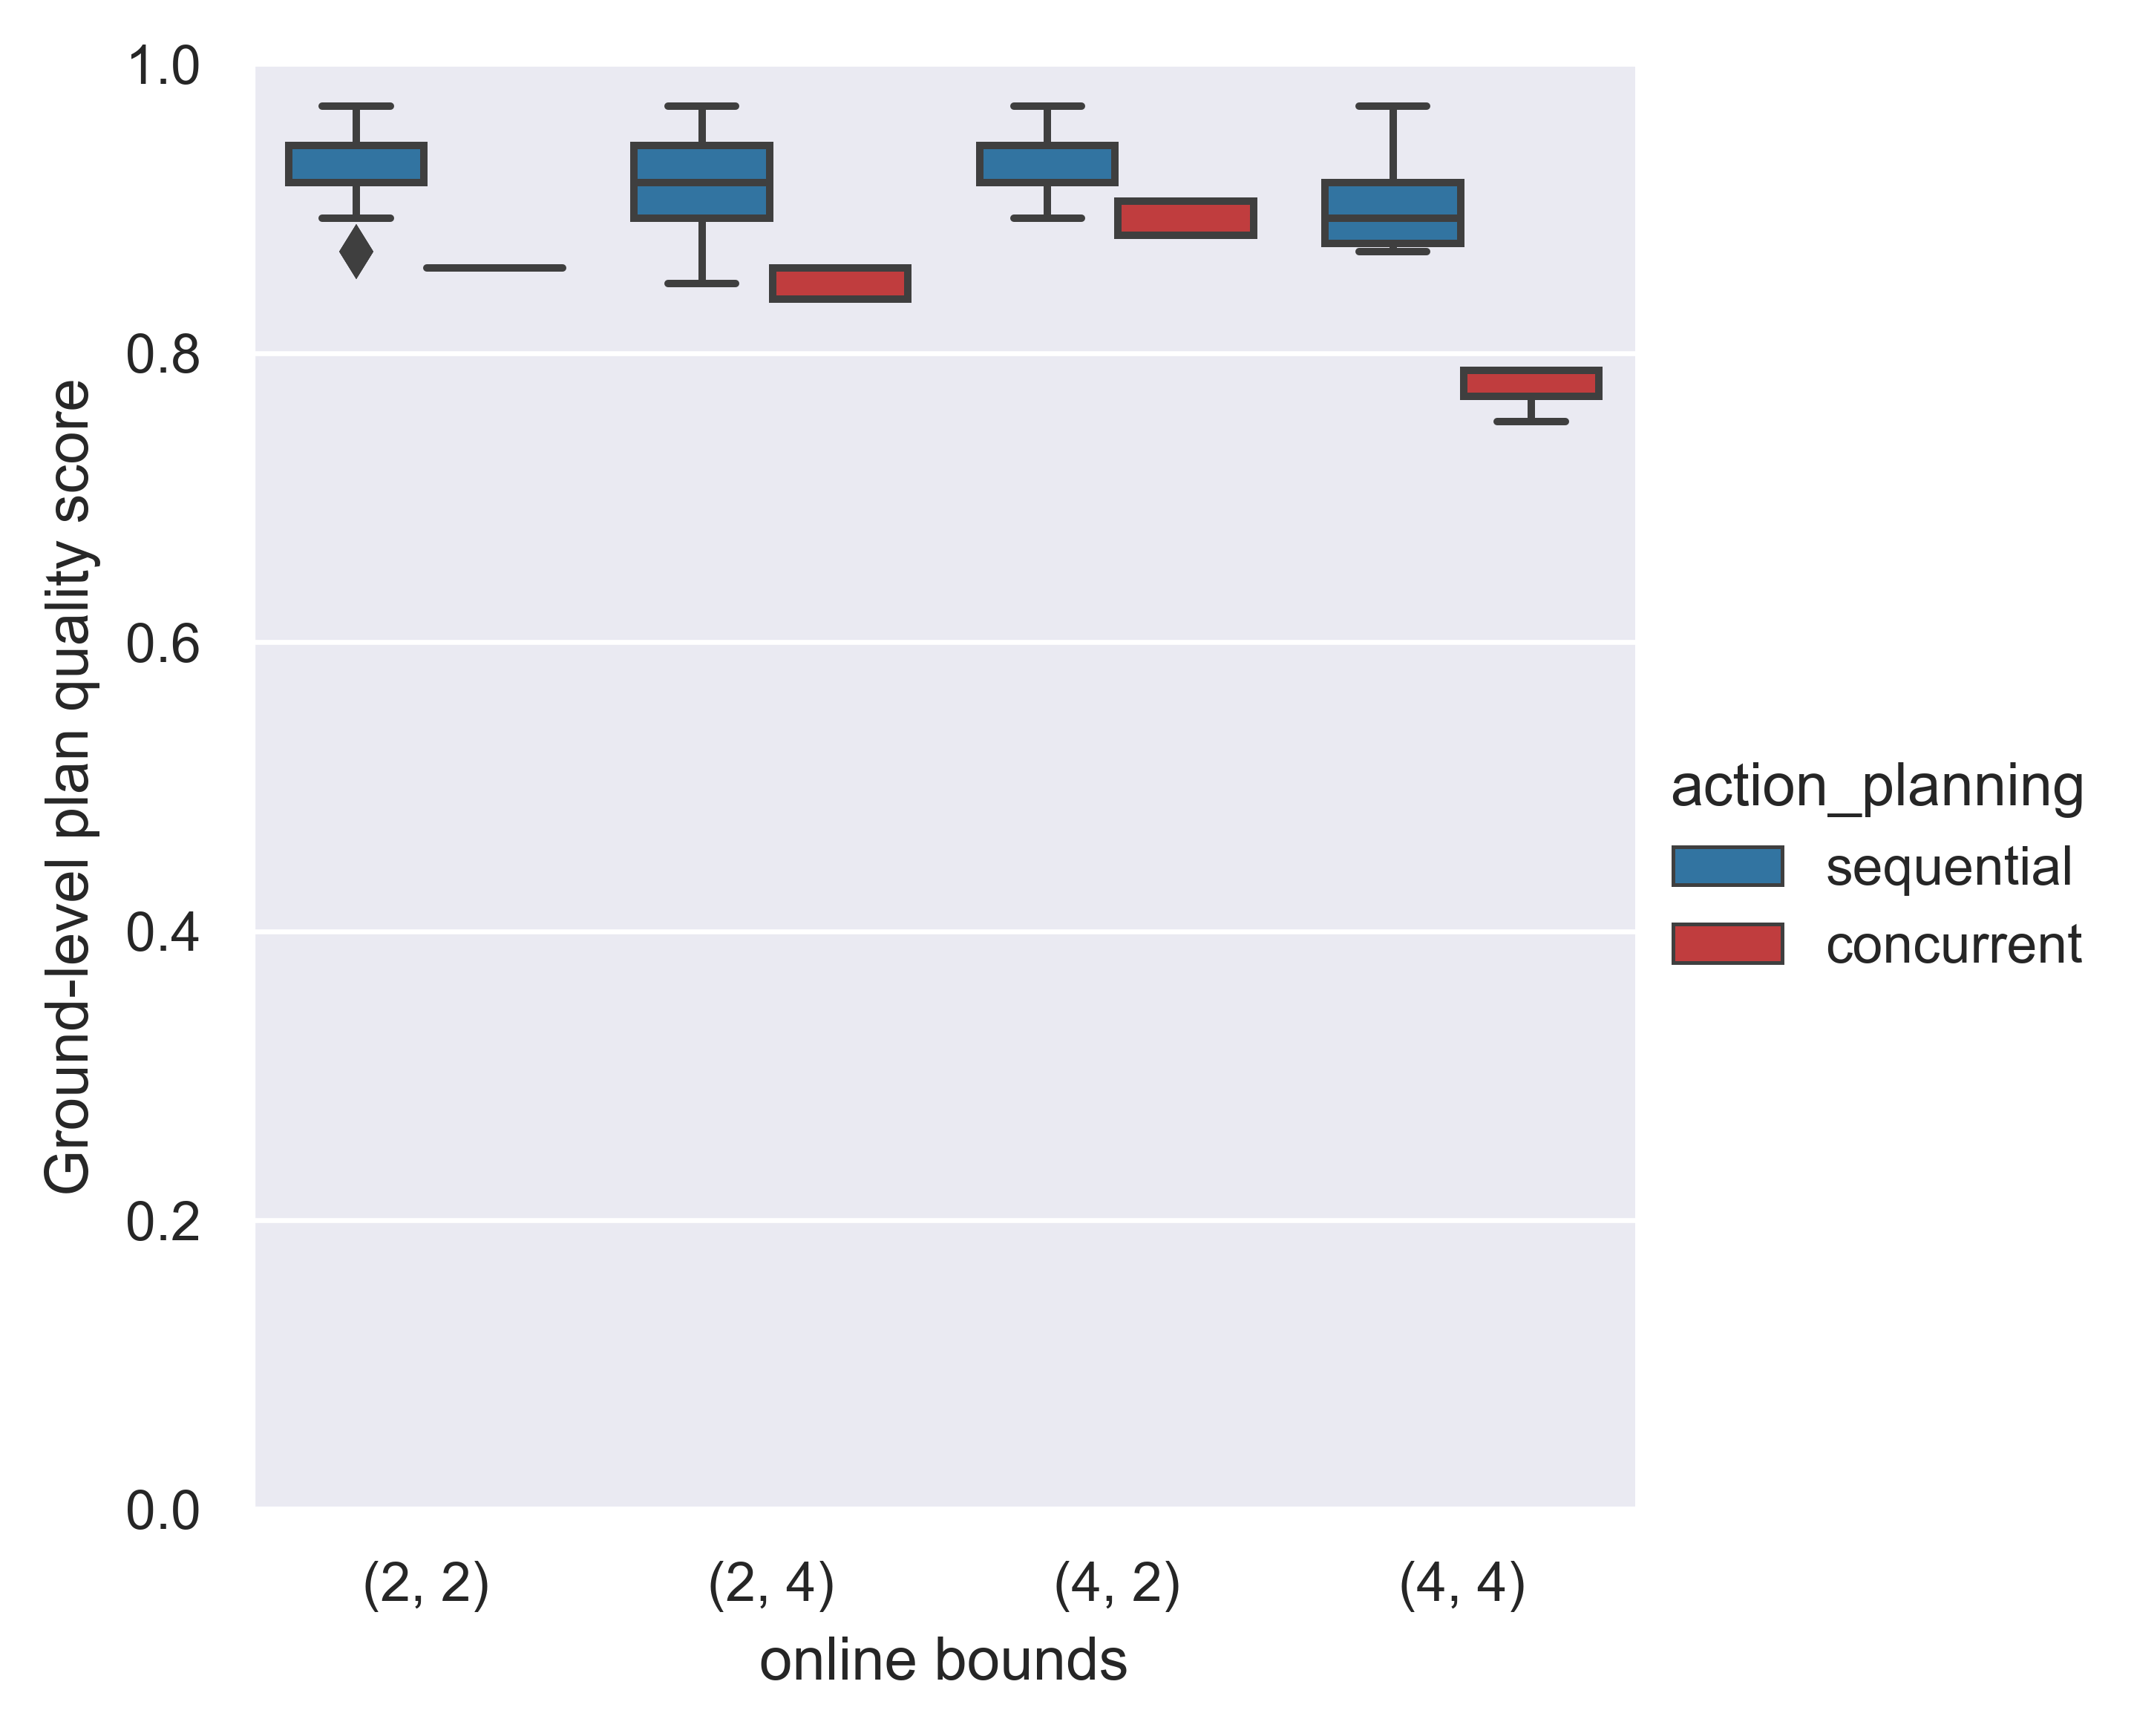 1.0
0.8
0.6
0.4
0.2
0.0
Ground-level plan quality score
(2, 2)
(2, 4)
(4, 2)
(4, 4)
online bounds
action_planning
sequential
concurrent